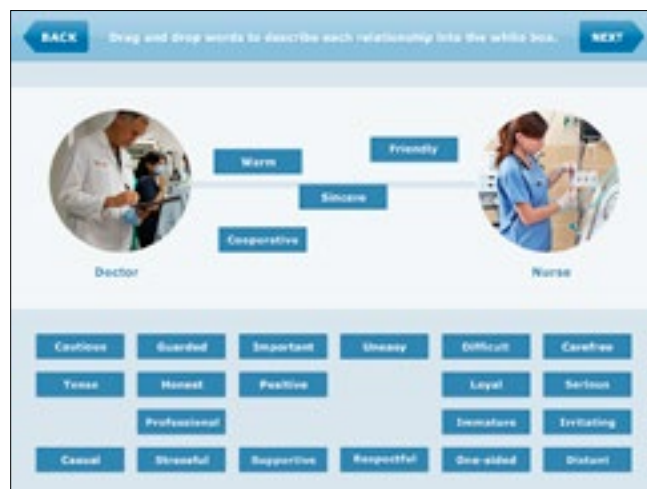 BACK
Drag and drop words to describe each relationship into the white box.
NEXT
Friendly
Warm
Sincere
Cooperative
Doctor
Nurse
Cautious Guarded Important Uneasy Difficult Carefree
Tense Honest Positive Loyal Serious
Professional Immature Irritating
Casual Stressful Supportive Respectful One-sided Distant